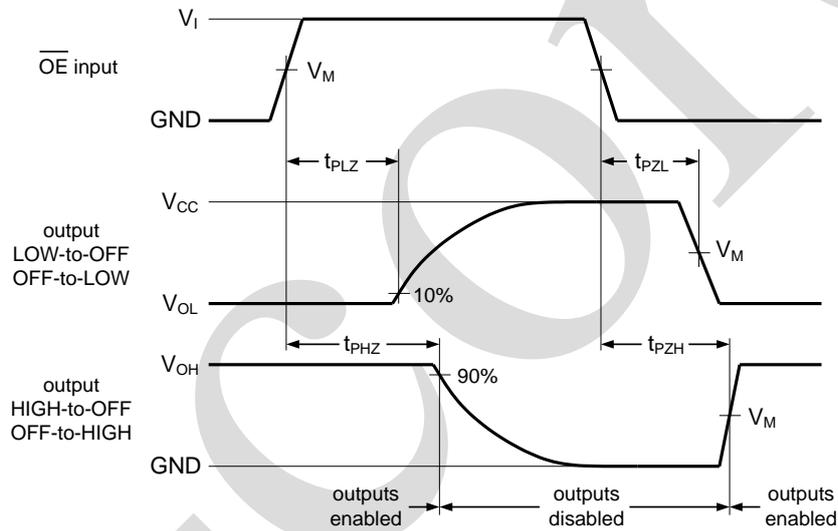 V_I
OE input
V_M
GND
t_PLZ
t_PZL
V_CC
output
LOW-to-OFF
OFF-to-LOW
V_M
10%
V_OL
t_PHZ
t_PZH
V_OH
90%
output
HIGH-to-OFF
OFF-to-HIGH
V_M
GND
outputs
enabled
outputs
disabled
outputs
enabled